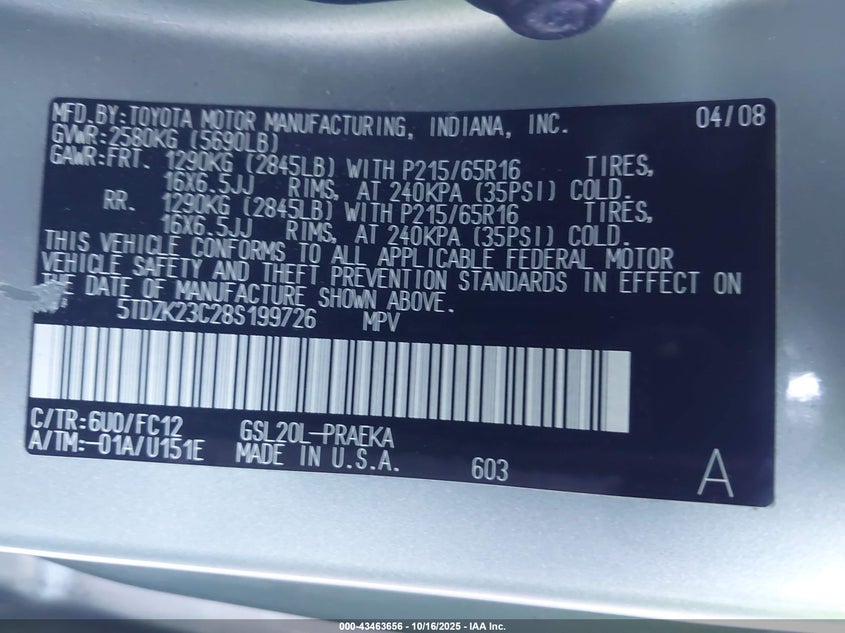 MFD.BY:TOYOTA MOTOR MANUFACTURING, INDIANA, INC. 04/08
GVWR:2580KG (5690LB)
GAWR:FRT. 1290KG (2845LB) WITH P215/65R16 TIRES,
16X6.5JJ RIMS, AT 240KPA (35PSI) COLD.
RR. 1290KG (2845LB) WITH P215/65R16 TIRES,
16X6.5JJ RIMS, AT 240KPA (35PSI) COLD.
THIS VEHICLE CONFORMS TO ALL APPLICABLE FEDERAL MOTOR
VEHICLE SAFETY AND THEFT PREVENTION STANDARDS IN EFFECT ON
THE DATE OF MANUFACTURE SHOWN ABOVE.
5TDZK23C28S199726 MPV
C/TR:6U0/FC12 GSL20L-PRAEKA
A/TM:-01A/U151E MADE IN U.S.A. 603 A
000-43463656 - 10/16/2025 - IAA Inc.